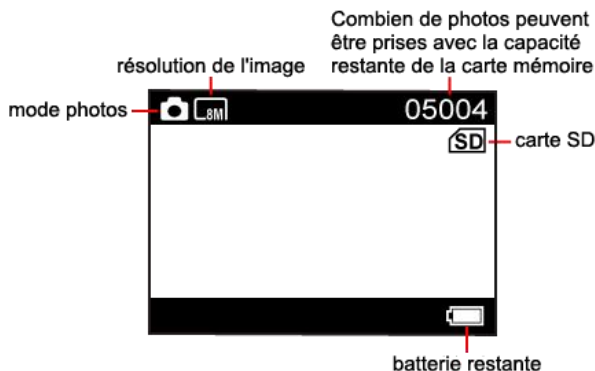 Combien de photos peuvent
être prises avec la capacité
restante de la carte mémoire
résolution de l'image
mode photos
8M
05004
SD
carte SD
batterie restante